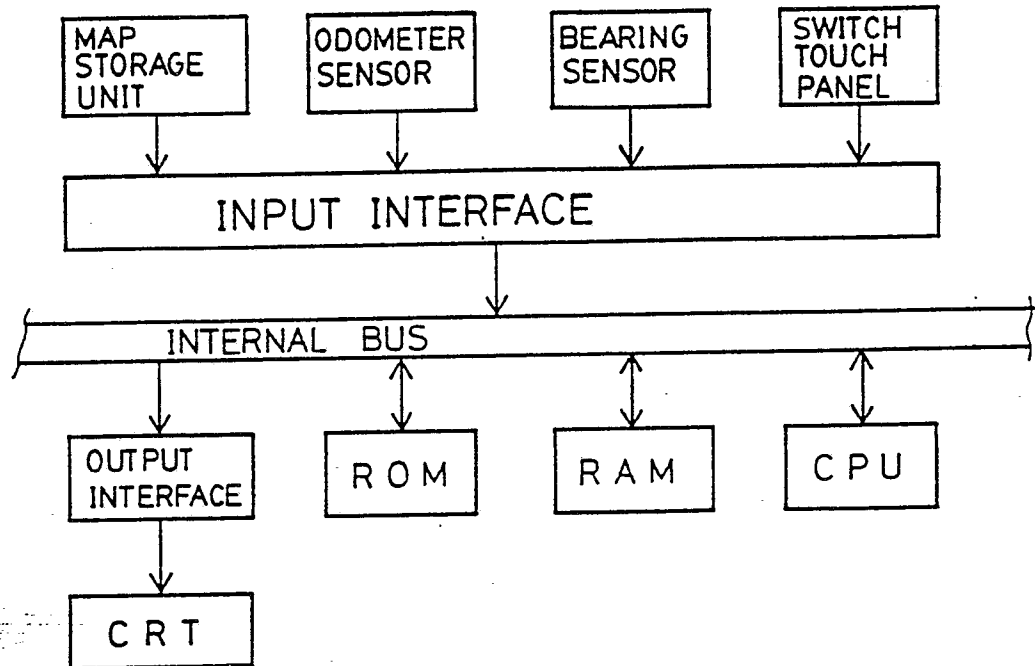 MAP
STORAGE
UNIT
ODOMETER
SENSOR
BEARING
SENSOR
SWITCH
TOUCH
PANEL
INPUT INTERFACE
INTERNAL BUS
OUTPUT
INTERFACE
ROM
RAM
CPU
CRT